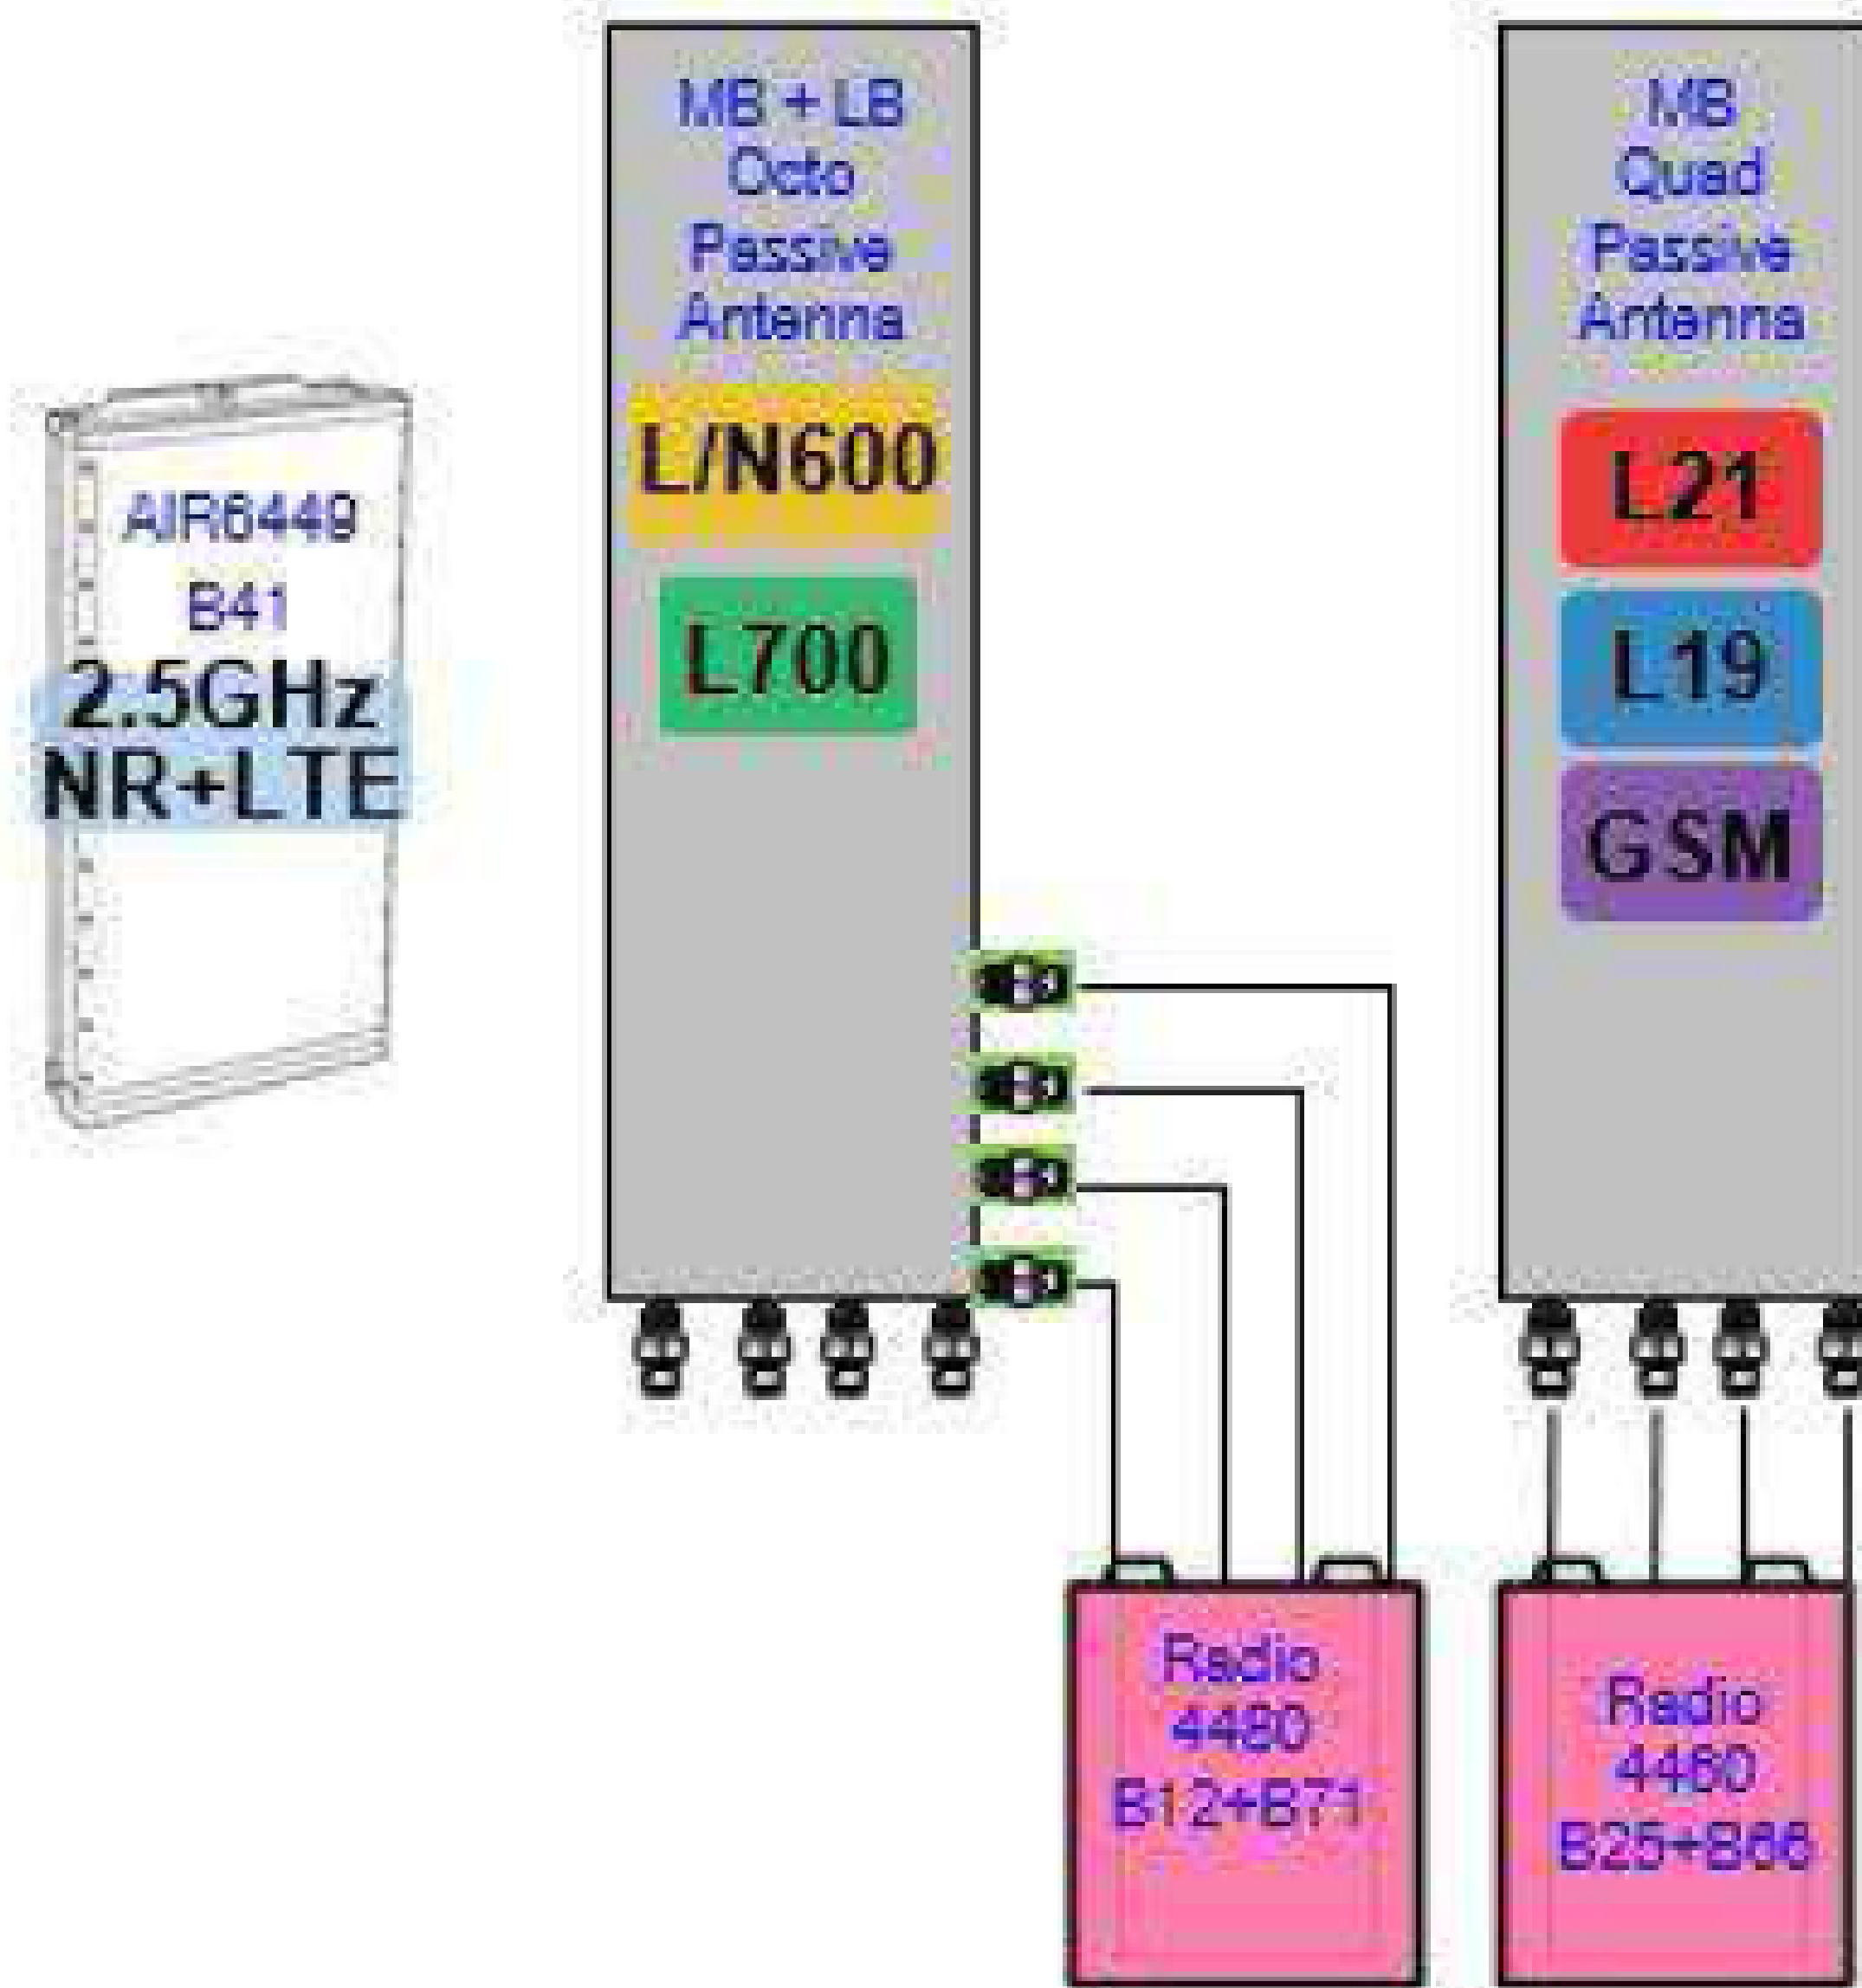 AIR6449
B41
2.5GHz
NR+LTE
MB + LB
Octo
Passive
Antenna
L/N600
L700
MB
Quad
Passive
Antenna
L21
L19
GSM
Radio
4480
B12+B71
Radio
4460
B25+B66